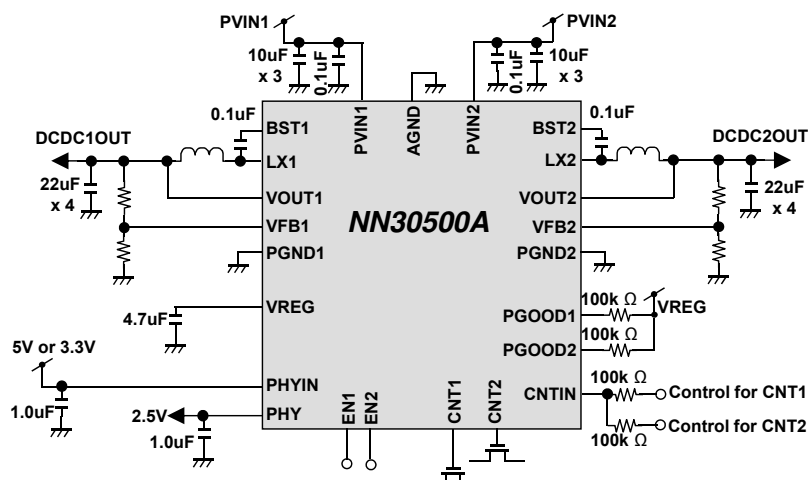 PVIN1
PVIN2
10uF
x 3
0.1uF
0.1uF
10uF
x 3
0.1uF
BST1
PVIN1
AGND
PVIN2
BST2
0.1uF
DCDC1OUT
LX1
LX2
DCDC2OUT
22uF
x 4
VOUT1
VOUT2
22uF
x 4
NN30500A
VFB1
VFB2
PGND1
PGND2
VREG
4.7uF
100k Ω
VREG
PGOOD1
100k Ω
PGOOD2
5V or 3.3V
PHYIN
1.0uF
2.5V
PHY
1.0uF
EN1
EN2
CNT1
CNT2
CNTIN
100k Ω
Control for CNT1
Control for CNT2
100k Ω